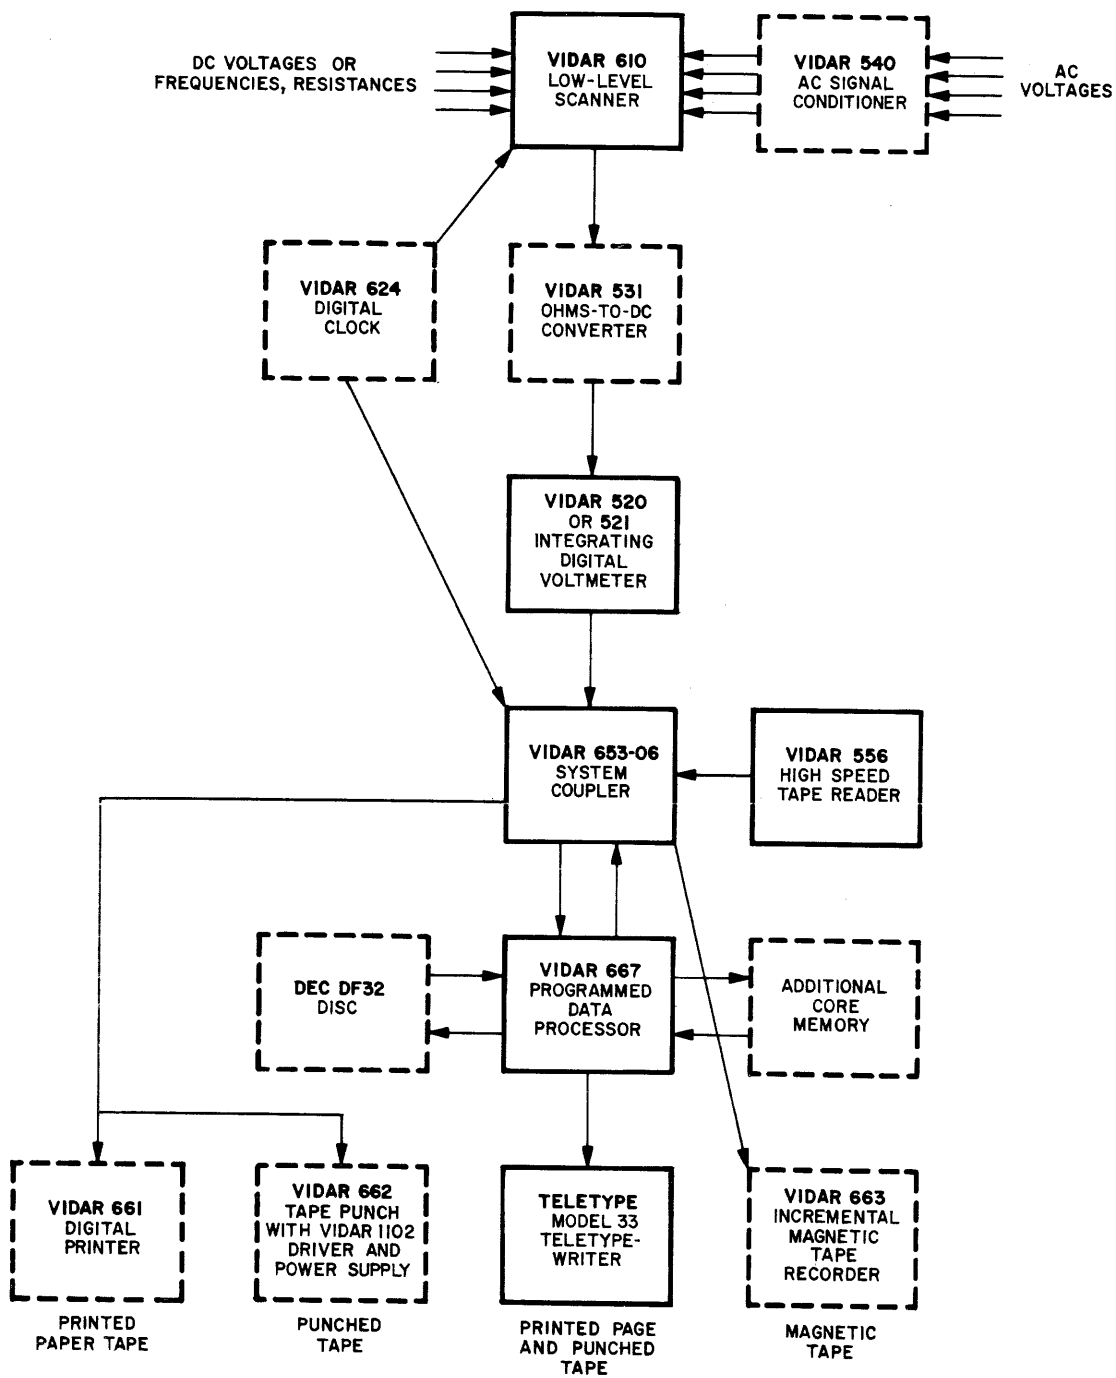 DC VOLTAGES OR
FREQUENCIES, RESISTANCES
VIDAR 610
LOW-LEVEL
SCANNER
VIDAR 540
AC SIGNAL
CONDITIONER
AC
VOLTAGES
VIDAR 624
DIGITAL
CLOCK
VIDAR 531
OHMS-TO-DC
CONVERTER
VIDAR 520
OR 521
INTEGRATING
DIGITAL
VOLTMETER
VIDAR 653-06
SYSTEM
COUPLER
VIDAR 556
HIGH SPEED
TAPE READER
DEC DF32
DISC
VIDAR 667
PROGRAMMED
DATA
PROCESSOR
ADDITIONAL
CORE
MEMORY
VIDAR 661
DIGITAL
PRINTER
VIDAR 662
TAPE PUNCH
WITH VIDAR 1102
DRIVER AND
POWER SUPPLY
TELETYPE
MODEL 33
TELETYPE-
WRITER
VIDAR 663
INCREMENTAL
MAGNETIC
TAPE
RECORDER
PRINTED
PAPER TAPE
PUNCHED
TAPE
PRINTED PAGE
AND PUNCHED
TAPE
MAGNETIC
TAPE